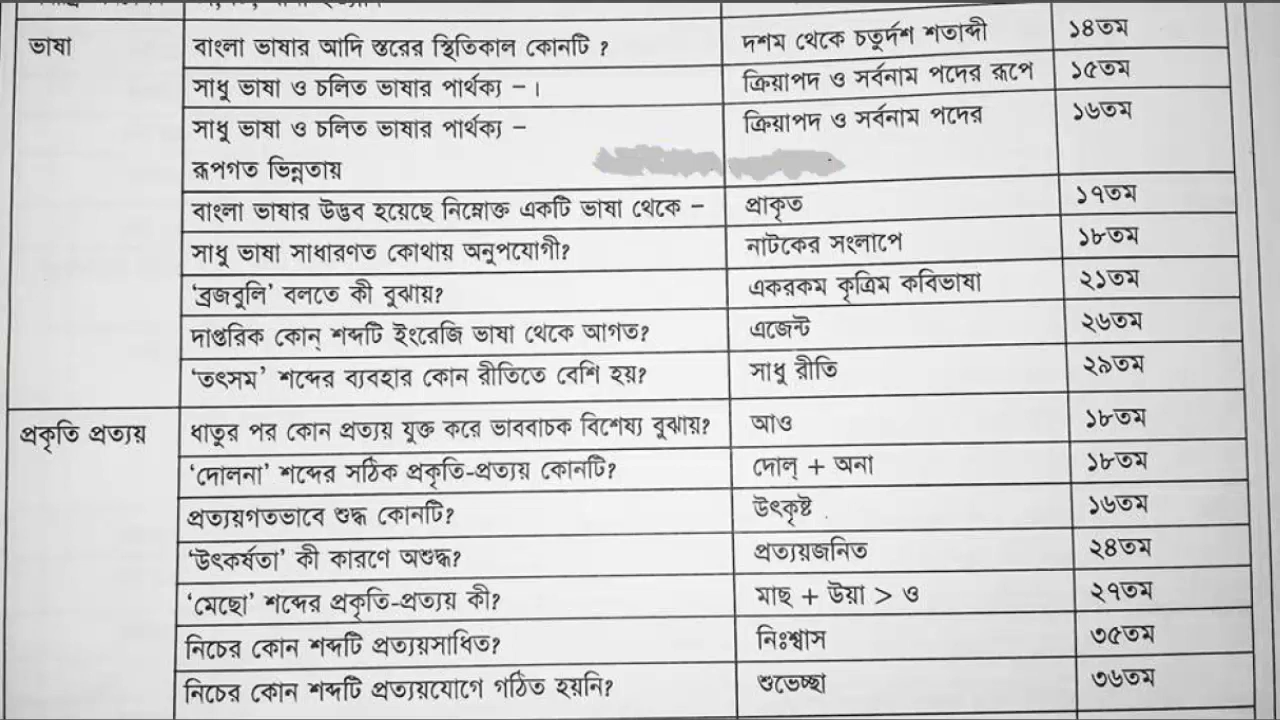 ভাষা বাংলা ভাষার আদি স্তরের স্থিতিকাল কোনটি ? দশম থেকে চতুর্দশ শতাব্দী ১৪তম
সাধু ভাষা ও চলিত ভাষার পার্থক্য – । ক্রিয়াপদ ও সর্বনাম পদের রূপে ১৫তম
সাধু ভাষা ও চলিত ভাষার পার্থক্য – ক্রিয়াপদ ও সর্বনাম পদের ১৬তম
রূপগত ভিন্নতায়
বাংলা ভাষার উদ্ভব হয়েছে নিম্নোক্ত একটি ভাষা থেকে – প্রাকৃত ১৭তম
সাধু ভাষা সাধারণত কোথায় অনুপযোগী? নাটকের সংলাপে ১৮তম
‘ব্রজবুলি’ বলতে কী বুঝায়? একরকম কৃত্রিম কবিভাষা ২১তম
দাপ্তরিক কোন্ শব্দটি ইংরেজি ভাষা থেকে আগত? এজেন্ট ২৬তম
‘তৎসম’ শব্দের ব্যবহার কোন রীতিতে বেশি হয়? সাধু রীতি ২৯তম
প্রকৃতি প্রত্যয় ধাতুর পর কোন প্রত্যয় যুক্ত করে ভাববাচক বিশেষ্য বুঝায়? আও ১৮তম
‘দোলনা’ শব্দের সঠিক প্রকৃতি-প্রত্যয় কোনটি? দোল্ + অনা ১৮তম
প্রত্যয়গতভাবে শুদ্ধ কোনটি? উৎকৃষ্ট ১৬তম
‘উৎকর্ষতা’ কী কারণে অশুদ্ধ? প্রত্যয়জনিত ২৪তম
‘মেছো’ শব্দের প্রকৃতি-প্রত্যয় কী? মাছ + উয়া > ও ২৭তম
নিচের কোন শব্দটি প্রত্যয়সাধিত? নিঃশ্বাস ৩৫তম
নিচের কোন শব্দটি প্রত্যয়যোগে গঠিত হয়নি? শুভেচ্ছা ৩৬তম